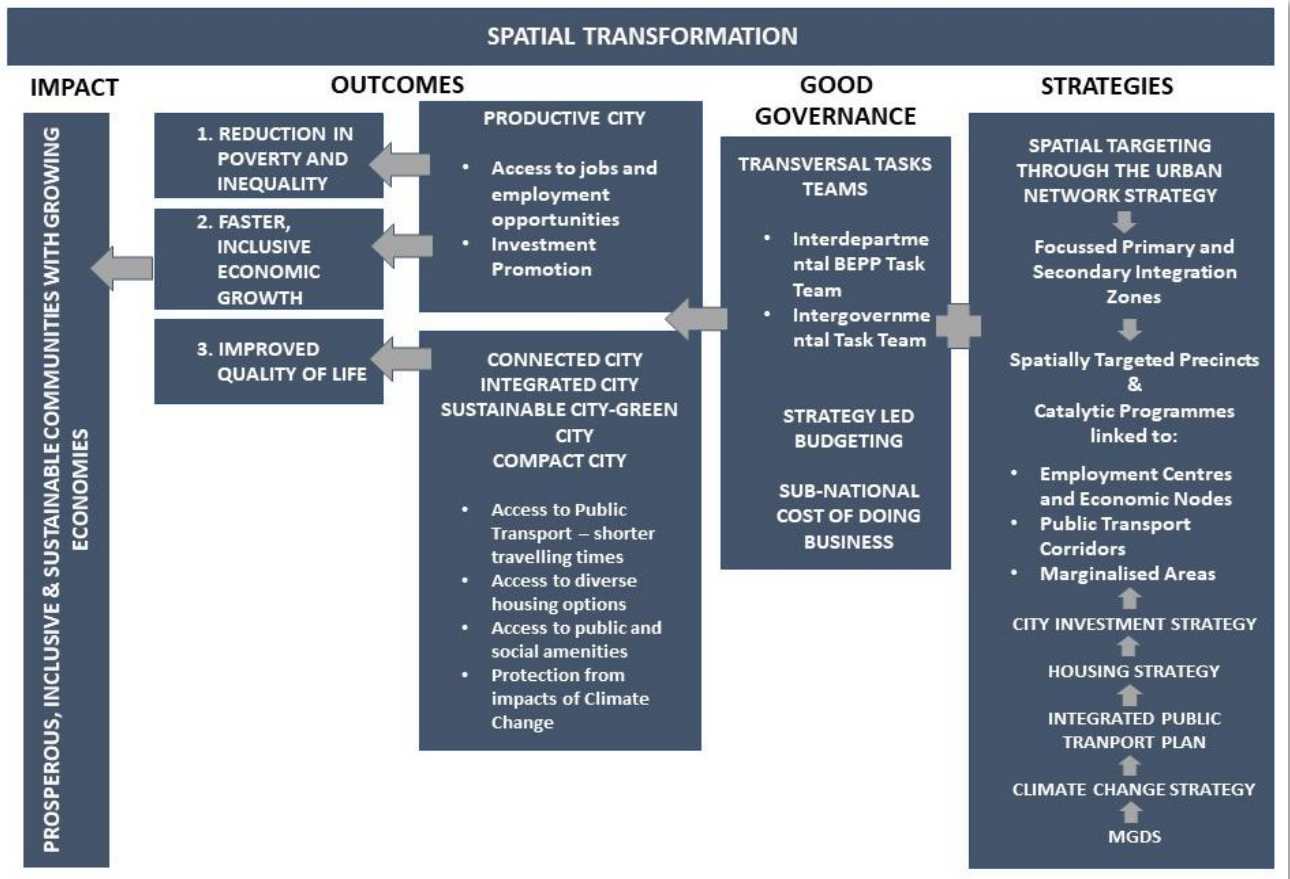 SPATIAL TRANSFORMATION
IMPACT
PROSPEROUS, INCLUSIVE & SUSTAINABLE COMMUNITIES WITH GROWING
ECONOMIES
OUTCOMES
1. REDUCTION IN
POVERTY AND
INEQUALITY
2. FASTER,
INCLUSIVE
ECONOMIC
GROWTH
3. IMPROVED
QUALITY OF LIFE
PRODUCTIVE CITY
• Access to jobs and
employment
opportunities
• Investment
Promotion
CONNECTED CITY
INTEGRATED CITY
SUSTAINABLE CITY-GREEN
CITY
COMPACT CITY
• Access to Public
Transport – shorter
travelling times
• Access to diverse
housing options
• Access to public and
social amenities
• Protection from
impacts of Climate
Change
GOOD
GOVERNANCE
TRANSVERSAL TASKS
TEAMS
• Interdepartme
ntal BEPP Task
Team
• Intergovernme
ntal Task Team
STRATEGY LED
BUDGETING
SUB-NATIONAL
COST OF DOING
BUSINESS
STRATEGIES
SPATIAL TARGETING
THROUGH THE URBAN
NETWORK STRATEGY
Focussed Primary and
Secondary Integration
Zones
Spatially Targeted Precincts
&
Catalytic Programmes
linked to:
• Employment Centres
and Economic Nodes
• Public Transport
Corridors
• Marginalised Areas
CITY INVESTMENT STRATEGY
HOUSING STRATEGY
INTEGRATED PUBLIC
TRANPORT PLAN
CLIMATE CHANGE STRATEGY
MGDS